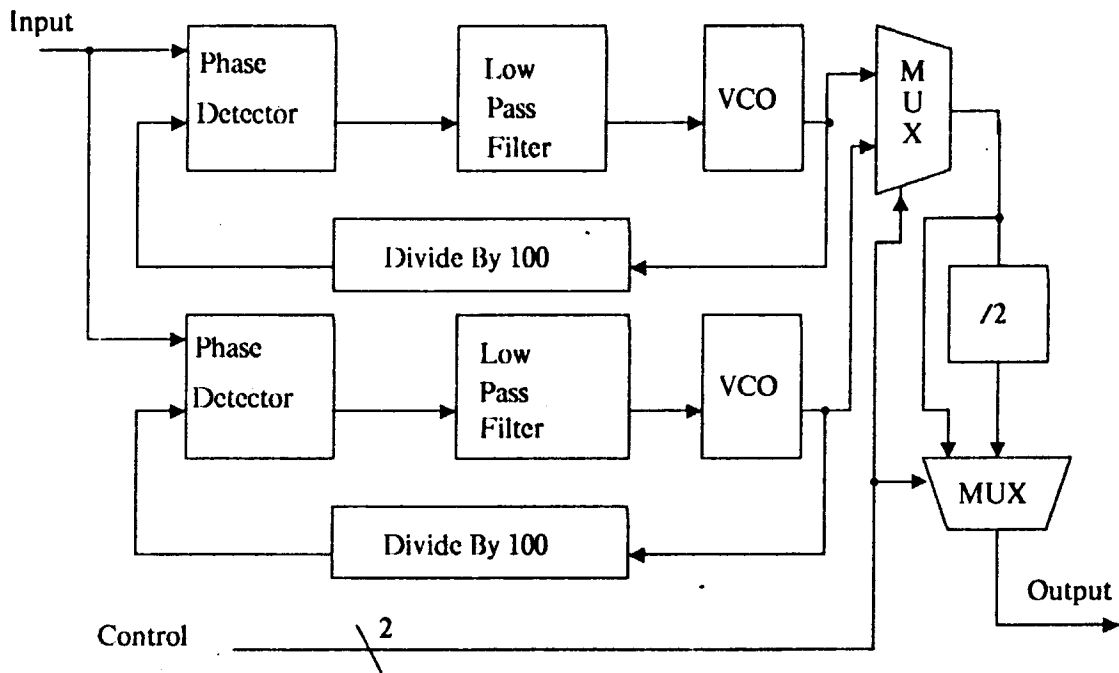 Input
Phase
Detector
Low
Pass
Filter
VCO
M
U
X
Divide By 100
/2
Phase
Detector
Low
Pass
Filter
VCO
MUX
Divide By 100
Output
Control
2